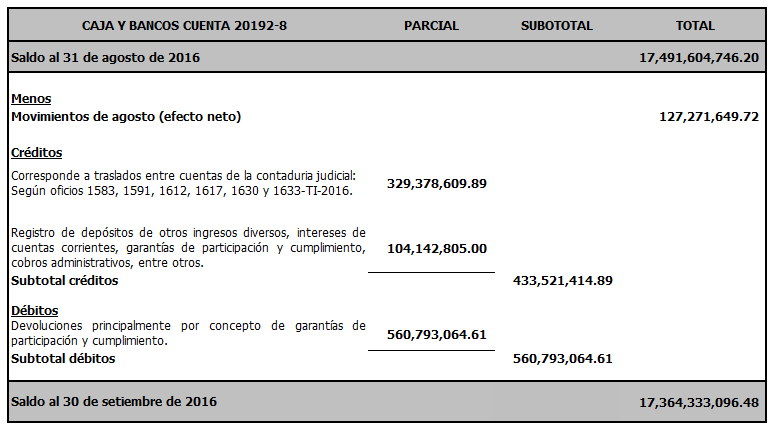 CAJA Y BANCOS CUENTA 20192-8 PARCIAL SUBOTOTAL TOTAL
Saldo al 31 de agosto de 2016 17,491,604,746.20
Menos
Movimientos de agosto (efecto neto) 127,271,649.72
Créditos
Corresponde a traslados entre cuentas de la contaduria judicial:
Según oficios 1583, 1591, 1612, 1617, 1630 y 1633-TI-2016. 329,378,609.89
Registro de depósitos de otros ingresos diversos, intereses de
cuentas corrientes, garantías de participación y cumplimiento, 104,142,805.00
cobros administrativos, entre otros.
Subtotal créditos 433,521,414.89
Débitos
Devoluciones principalmente por concepto de garantías de
participación y cumplimiento. 560,793,064.61
Subtotal débitos 560,793,064.61
Saldo al 30 de setiembre de 2016 17,364,333,096.48